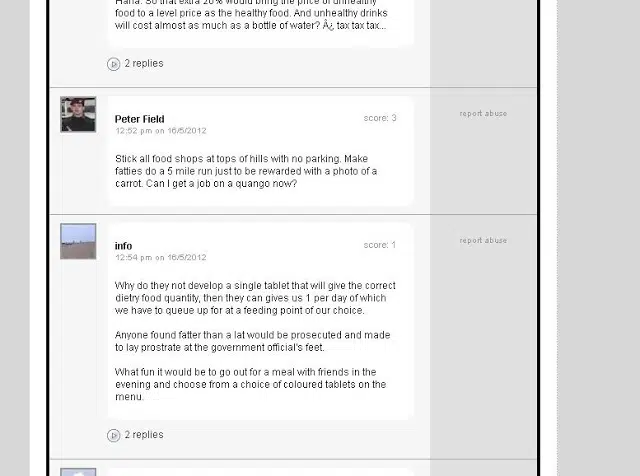 Haha. So that extra 20% would bring the price of unhealthy
food to a level price as the healthy food. And unhealthy drinks
will cost almost as much as a bottle of water? Â¿ tax tax tax...
2 replies
Peter Field
score: 3
report abuse
12:52 pm on 16/5/2012
Stick all food shops at tops of hills with no parking. Make
fatties do a 5 mile run just to be rewarded with a photo of a
carrot. Can I get a job on a quango now?
info
score: 1
report abuse
12:54 pm on 16/5/2012
Why do they not develop a single tablet that will give the correct
dietry food quantity, then they can gives us 1 per day of which
we have to queue up for at a feeding point of our choice.
Anyone found fatter than a lat would be prosecuted and made
to lay prostrate at the government official's feet.
What fun it would be to go out for a meal with friends in the
evening and choose from a choice of coloured tablets on the
menu.
2 replies